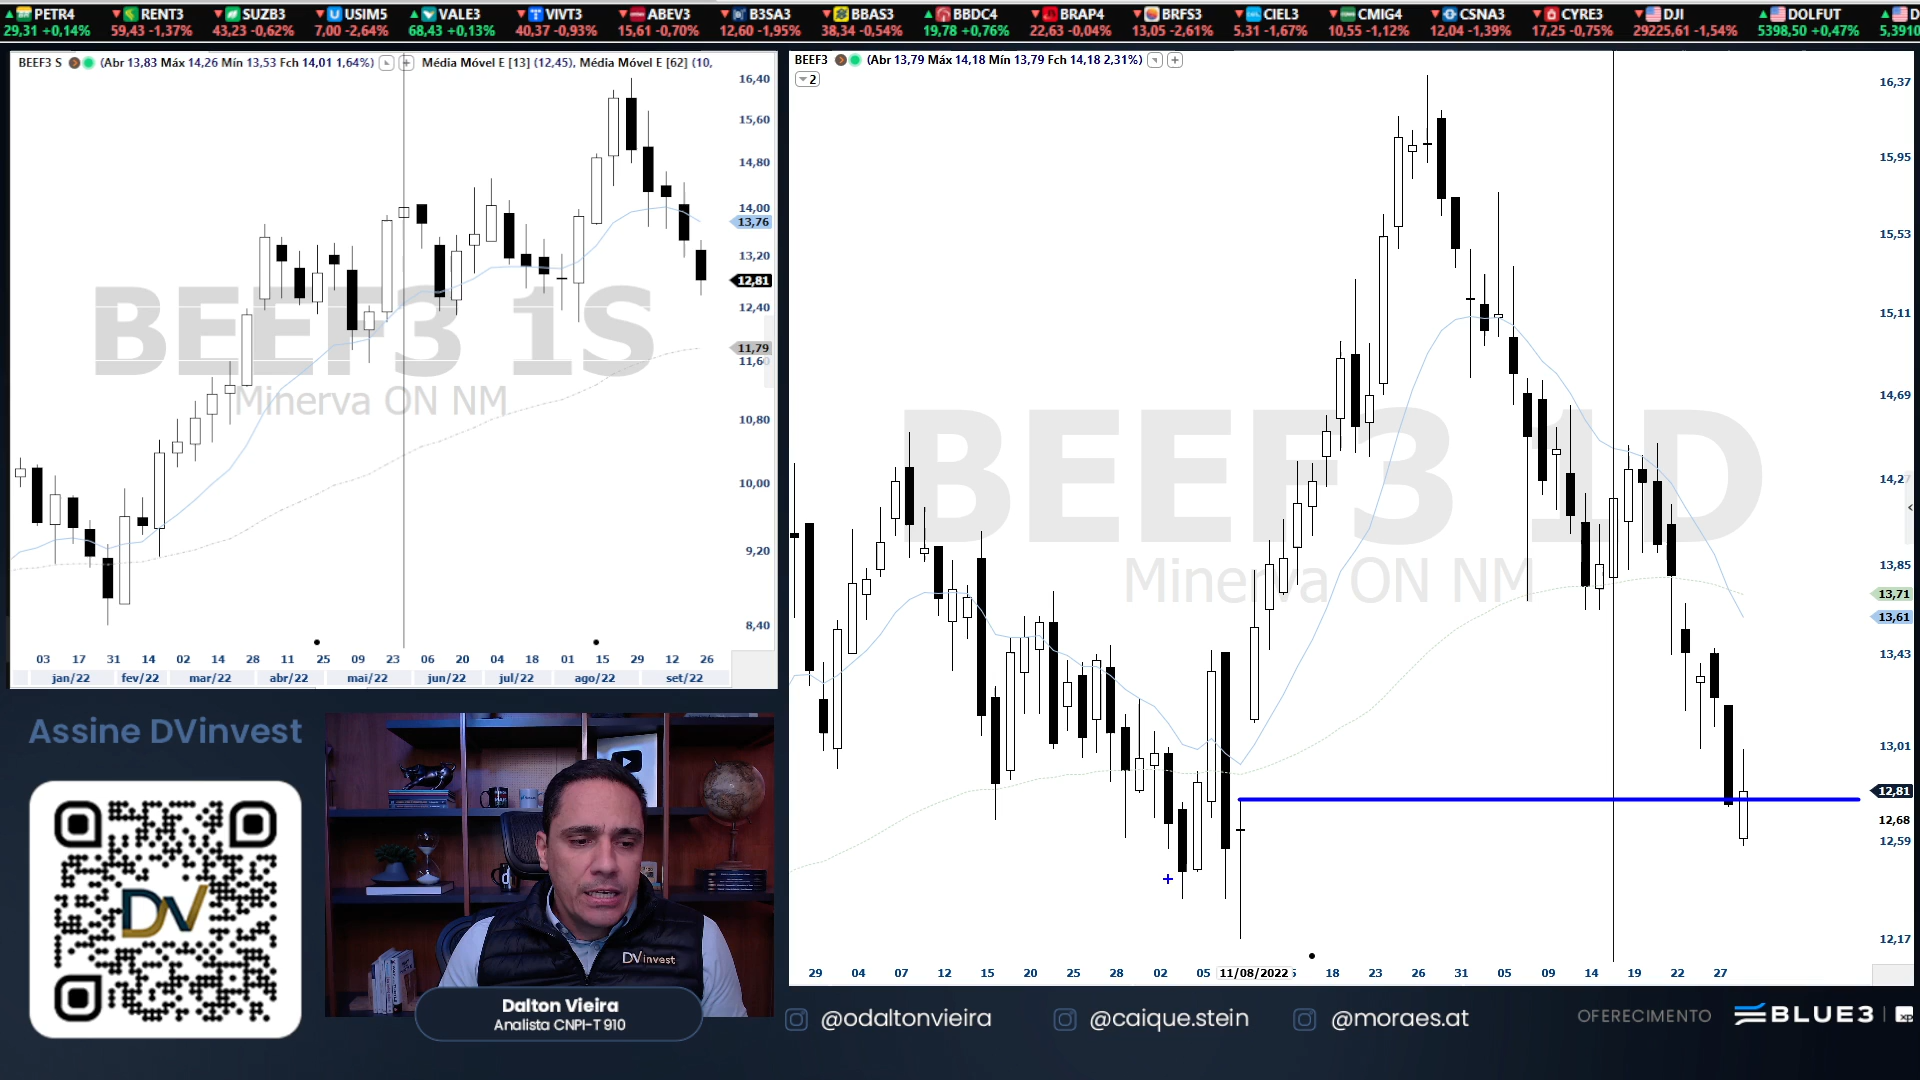 PETR4 29,31 +0,14%
RENT3 59,43 -1,37%
SUZB3 43,23 -0,62%
USIM5 7,00 -2,64%
VALE3 68,43 +0,13%
VIVT3 40,37 -0,93%
ABEV3 15,61 -0,70%
B3SA3 12,60 -1,95%
BBAS3 38,34 -0,54%
BBDC4 19,78 +0,76%
BRAP4 22,63 -0,04%
BRFS3 13,05 -2,61%
CIEL3 5,31 -1,67%
CMIG4 10,55 -1,12%
CSNA3 12,04 -1,39%
CYRE3 17,25 -0,75%
DJI 29225,61 -1,54%
DOLFUT 5398,50 +0,47%
BEEF3 S (Abr 13,83 Máx 14,26 Mín 13,53 Fch 14,01 1,64%) Média Móvel E [13] (12,45), Média Móvel E [62] (10,
16,40
15,60
14,80
14,00
13,76
13,20
12,81
12,40
11,79
11,60
10,80
10,00
9,20
8,40
BEEF3 1S
Minerva ON NM
03 17 31 14 02 14 28 11 25 09 23 06 20 04 18 01 15 29 12 26
jan/22 fev/22 mar/22 abr/22 mai/22 jun/22 jul/22 ago/22 set/22
BEEF3 (Abr 13,79 Máx 14,18 Mín 13,79 Fch 14,18 2,31%)
2
16,37
15,95
15,53
15,11
14,69
14,27
13,85
13,71
13,61
13,43
13,01
12,81
12,68
12,59
12,17
BEEF3 1D
Minerva ON NM
29 04 07 12 15 20 25 28 02 05 11/08/2022 18 23 26 31 05 09 14 19 22 27
Assine DVinvest
DV
DVinvest
Dalton Vieira
Analista CNPI-T 910
@odaltonvieira
@caique.stein
@moraes.at
OFERECIMENTO
BLUE3
xp